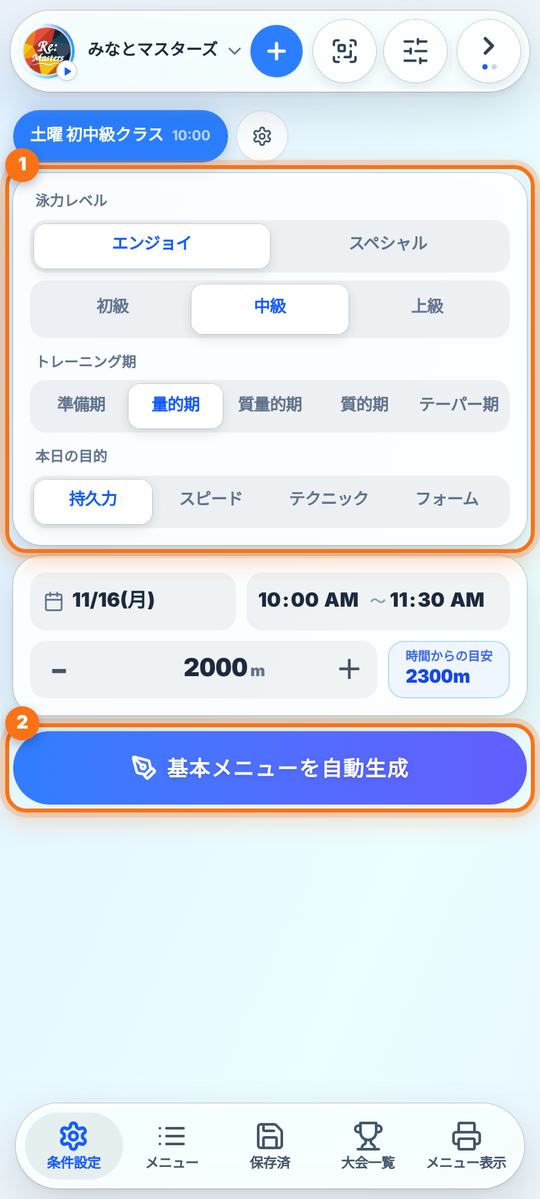 Re:
Masters
みなとマスターズ
土曜 初中級クラス 10:00
1
泳力レベル
エンジョイ スペシャル
初級 中級 上級
トレーニング期
準備期 量的期 質量的期 質的期 テーパー期
本日の目的
持久力 スピード テクニック フォーム
11/16(月) 10:00 AM ～11:30 AM
− 2000m +
時間からの目安
2300m
2
基本メニューを自動生成
条件設定 メニュー 保存済 大会一覧 メニュー表示